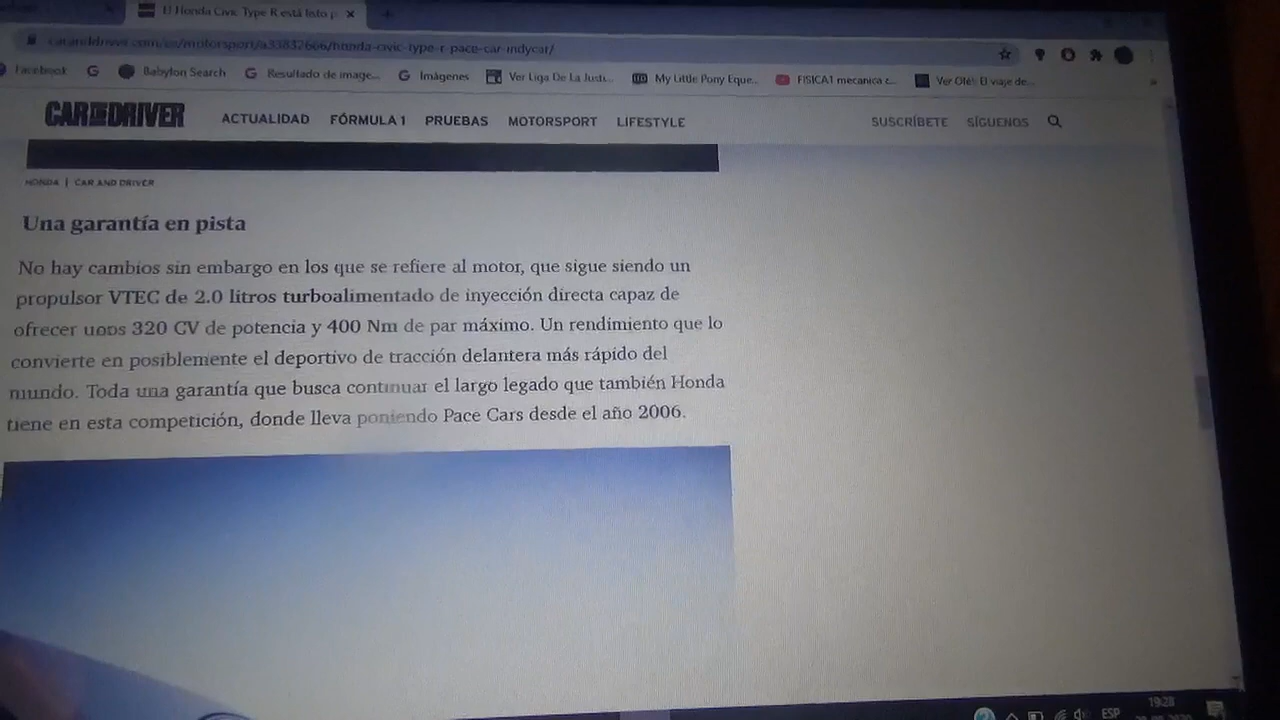 El Honda Civic Type R está listo p
caranddriver.com/es/motorsport/a33832666/honda-civic-type-r-pace-car-indycar/
Facebook Babylon Search Resultado de image... Imágenes Ver Liga De La Justi... My Little Pony Eque... FISICA1 mecanica c... Ver Olé!: El viaje de...
CAR AND DRIVER ACTUALIDAD FÓRMULA 1 PRUEBAS MOTORSPORT LIFESTYLE SUSCRÍBETE SÍGUENOS
HONDA | CAR AND DRIVER
Una garantía en pista
No hay cambios sin embargo en los que se refiere al motor, que sigue siendo un
propulsor VTEC de 2.0 litros turboalimentado de inyección directa capaz de
ofrecer unos 320 CV de potencia y 400 Nm de par máximo. Un rendimiento que lo
convierte en posiblemente el deportivo de tracción delantera más rápido del
mundo. Toda una garantía que busca continuar el largo legado que también Honda
tiene en esta competición, donde lleva poniendo Pace Cars desde el año 2006.
ESP 19:28